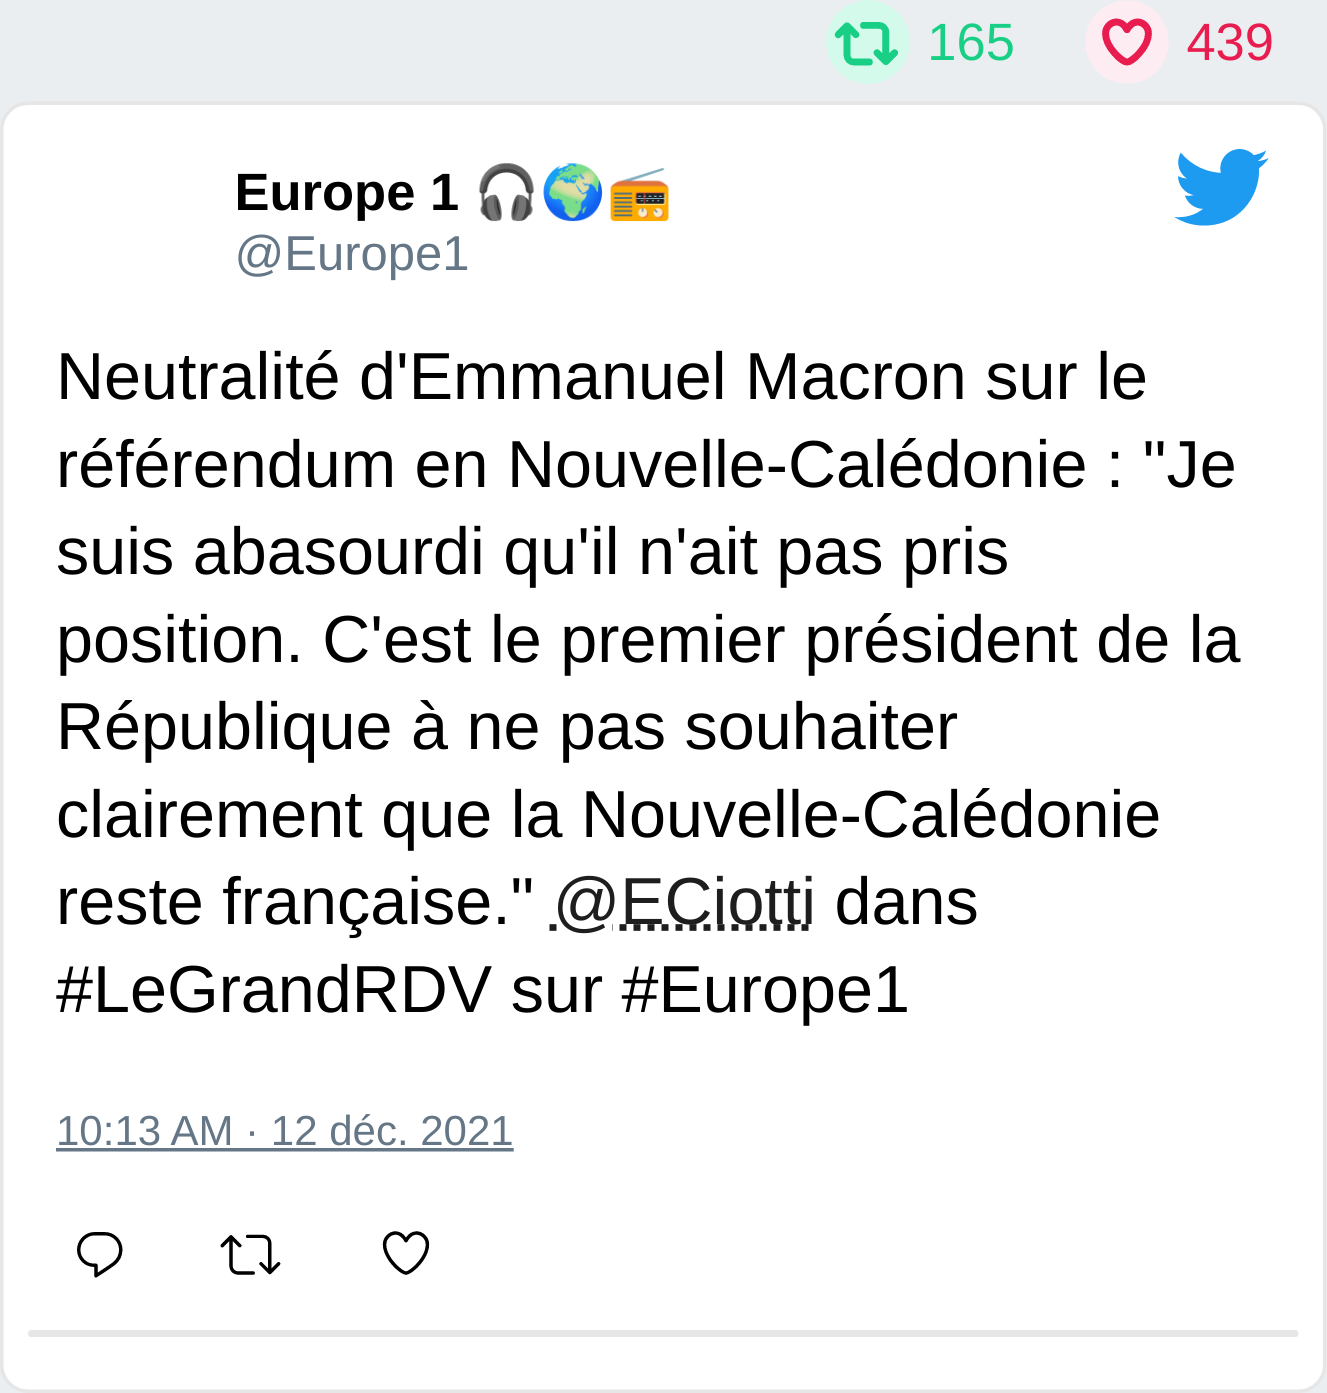 165 439
Europe 1 🎧🌍📻
@Europe1
Neutralité d'Emmanuel Macron sur le
référendum en Nouvelle-Calédonie : "Je
suis abasourdi qu'il n'ait pas pris
position. C'est le premier président de la
République à ne pas souhaiter
clairement que la Nouvelle-Calédonie
reste française." @ECiotti dans
#LeGrandRDV sur #Europe1
10:13 AM · 12 déc. 2021